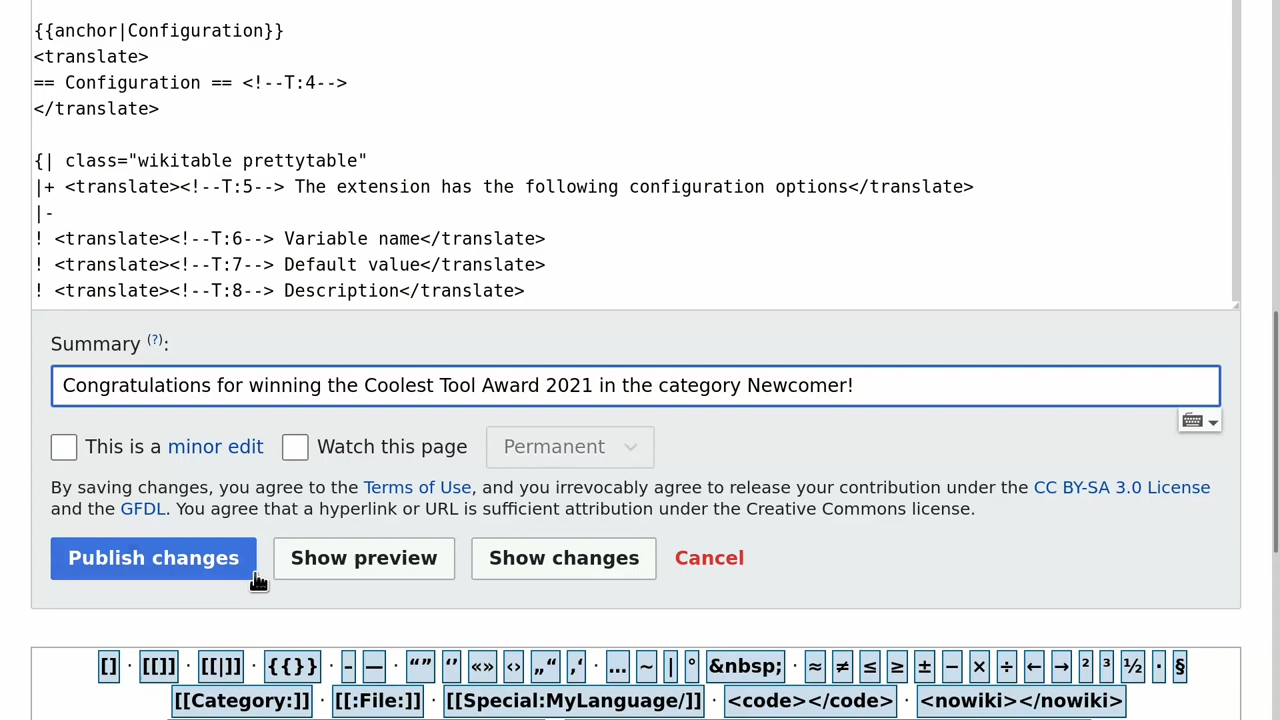 {{anchor|Configuration}}
<translate>
== Configuration == <!--T:4-->
</translate>
{| class="wikitable prettytable"
|+ <translate><!--T:5--> The extension has the following configuration options</translate>
|-
! <translate><!--T:6--> Variable name</translate>
! <translate><!--T:7--> Default value</translate>
! <translate><!--T:8--> Description</translate>
Summary (?):
Congratulations for winning the Coolest Tool Award 2021 in the category Newcomer!
This is a minor edit Watch this page Permanent
By saving changes, you agree to the Terms of Use, and you irrevocably agree to release your contribution under the CC BY-SA 3.0 License
and the GFDL. You agree that a hyperlink or URL is sufficient attribution under the Creative Commons license.
Publish changes Show preview Show changes Cancel
[] · [[]] · [[|]] · {{}} · – — · “” ‘’ «» ‹› „“ ‚‘ · … ~ | ° &nbsp; · ≈ ≠ ≤ ≥ ± − × ÷ ← → ² ³ ½ · §
[[Category:]] · [[:File:]] · [[Special:MyLanguage/]] · <code></code> · <nowiki></nowiki>